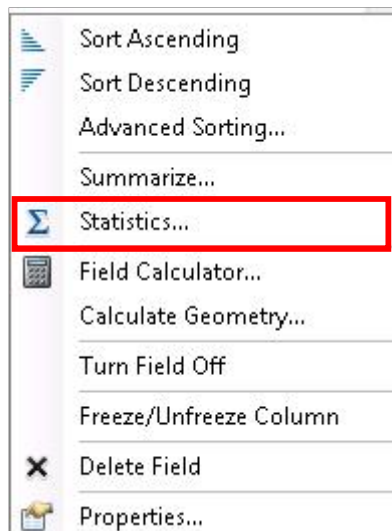 Sort Ascending
Sort Descending
Advanced Sorting...
Summarize...
Statistics...
Field Calculator...
Calculate Geometry...
Turn Field Off
Freeze/Unfreeze Column
Delete Field
Properties...